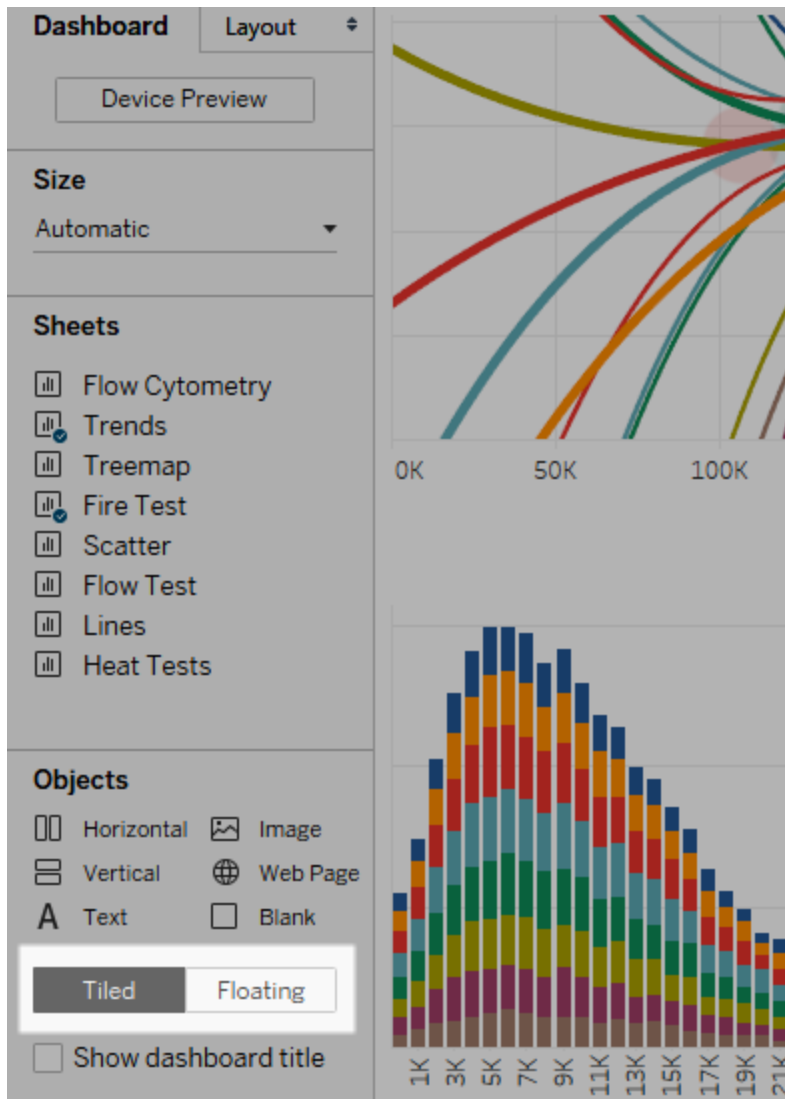 Dashboard Layout
Device Preview
Size
Automatic
Sheets
Flow Cytometry
Trends
Treemap
Fire Test
Scatter
Flow Test
Lines
Heat Tests
Objects
Horizontal Image
Vertical Web Page
A Text Blank
Tiled Floating
Show dashboard title
0K 50K 100K
1K 3K 5K 7K 9K 11K 13K 15K 17K 19K 21K